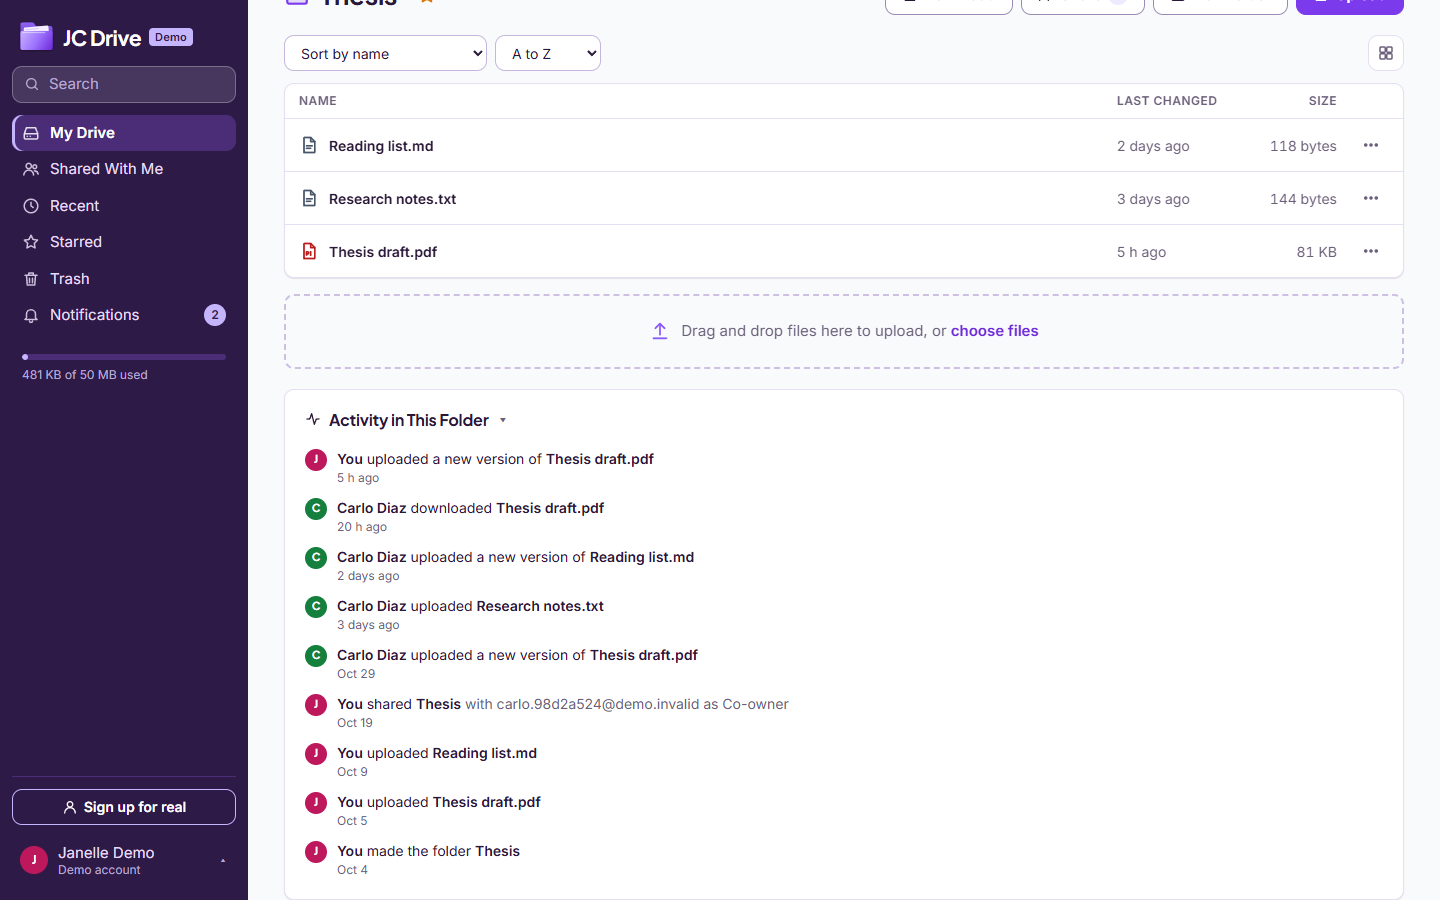 JC Drive Demo
Search
My Drive
Shared With Me
Recent
Starred
Trash
Notifications 2
481 KB of 50 MB used
Sign up for real
J Janelle Demo
Demo account
Thesis
Sort by name
A to Z
NAME LAST CHANGED SIZE
Reading list.md 2 days ago 118 bytes
Research notes.txt 3 days ago 144 bytes
Thesis draft.pdf 5 h ago 81 KB
Drag and drop files here to upload, or choose files
Activity in This Folder
J You uploaded a new version of Thesis draft.pdf
5 h ago
C Carlo Diaz downloaded Thesis draft.pdf
20 h ago
C Carlo Diaz uploaded a new version of Reading list.md
2 days ago
C Carlo Diaz uploaded Research notes.txt
3 days ago
C Carlo Diaz uploaded a new version of Thesis draft.pdf
Oct 29
J You shared Thesis with carlo.98d2a524@demo.invalid as Co-owner
Oct 19
J You uploaded Reading list.md
Oct 9
J You uploaded Thesis draft.pdf
Oct 5
J You made the folder Thesis
Oct 4